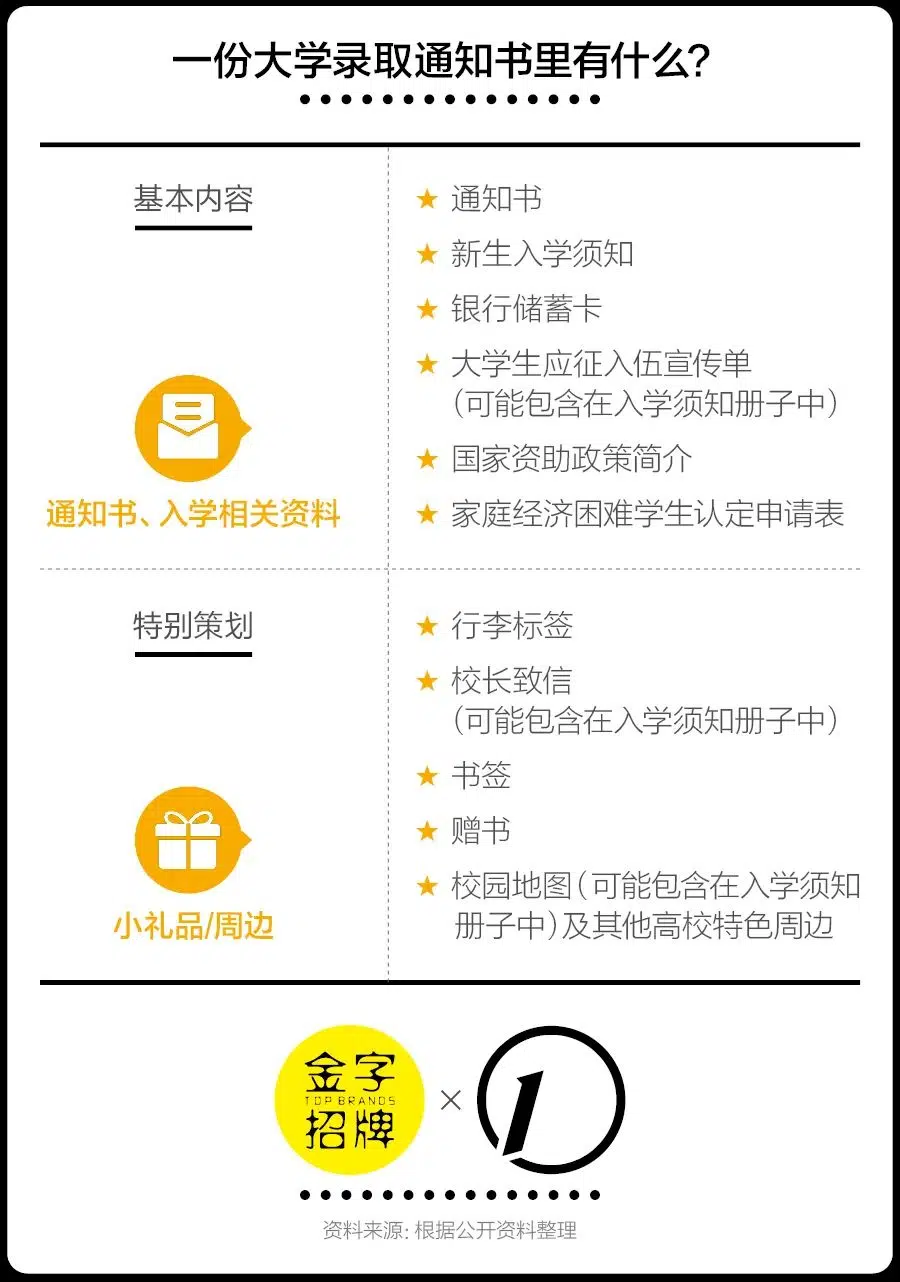 一份大学录取通知书里有什么?
基本内容
通知书、入学相关资料
★ 通知书
★ 新生入学须知
★ 银行储蓄卡
★ 大学生应征入伍宣传单
(可能包含在入学须知册子中)
★ 国家资助政策简介
★ 家庭经济困难学生认定申请表
特别策划
小礼品/周边
★ 行李标签
★ 校长致信
(可能包含在入学须知册子中)
★ 书签
★ 赠书
★ 校园地图(可能包含在入学须知
册子中)及其他高校特色周边
金字
TOP BRANDS
招牌
×
资料来源: 根据公开资料整理